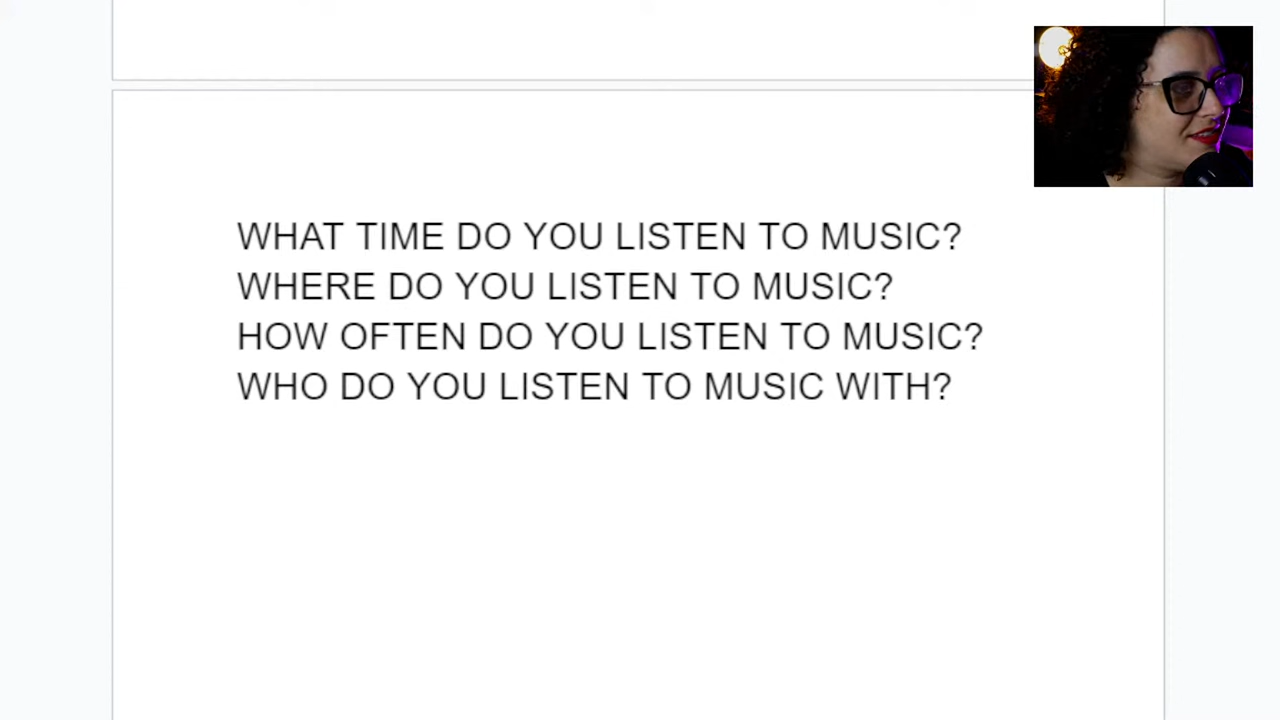 WHAT TIME DO YOU LISTEN TO MUSIC?
WHERE DO YOU LISTEN TO MUSIC?
HOW OFTEN DO YOU LISTEN TO MUSIC?
WHO DO YOU LISTEN TO MUSIC WITH?